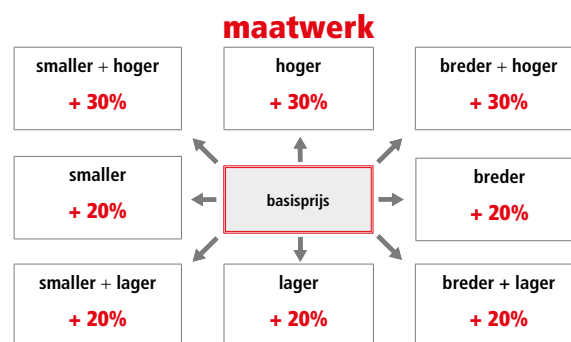 maatwerk
smaller + hoger
+ 30%
hoger
+ 30%
breder + hoger
+ 30%
smaller
+ 20%
basisprijs
breder
+ 20%
smaller + lager
+ 20%
lager
+ 20%
breder + lager
+ 20%